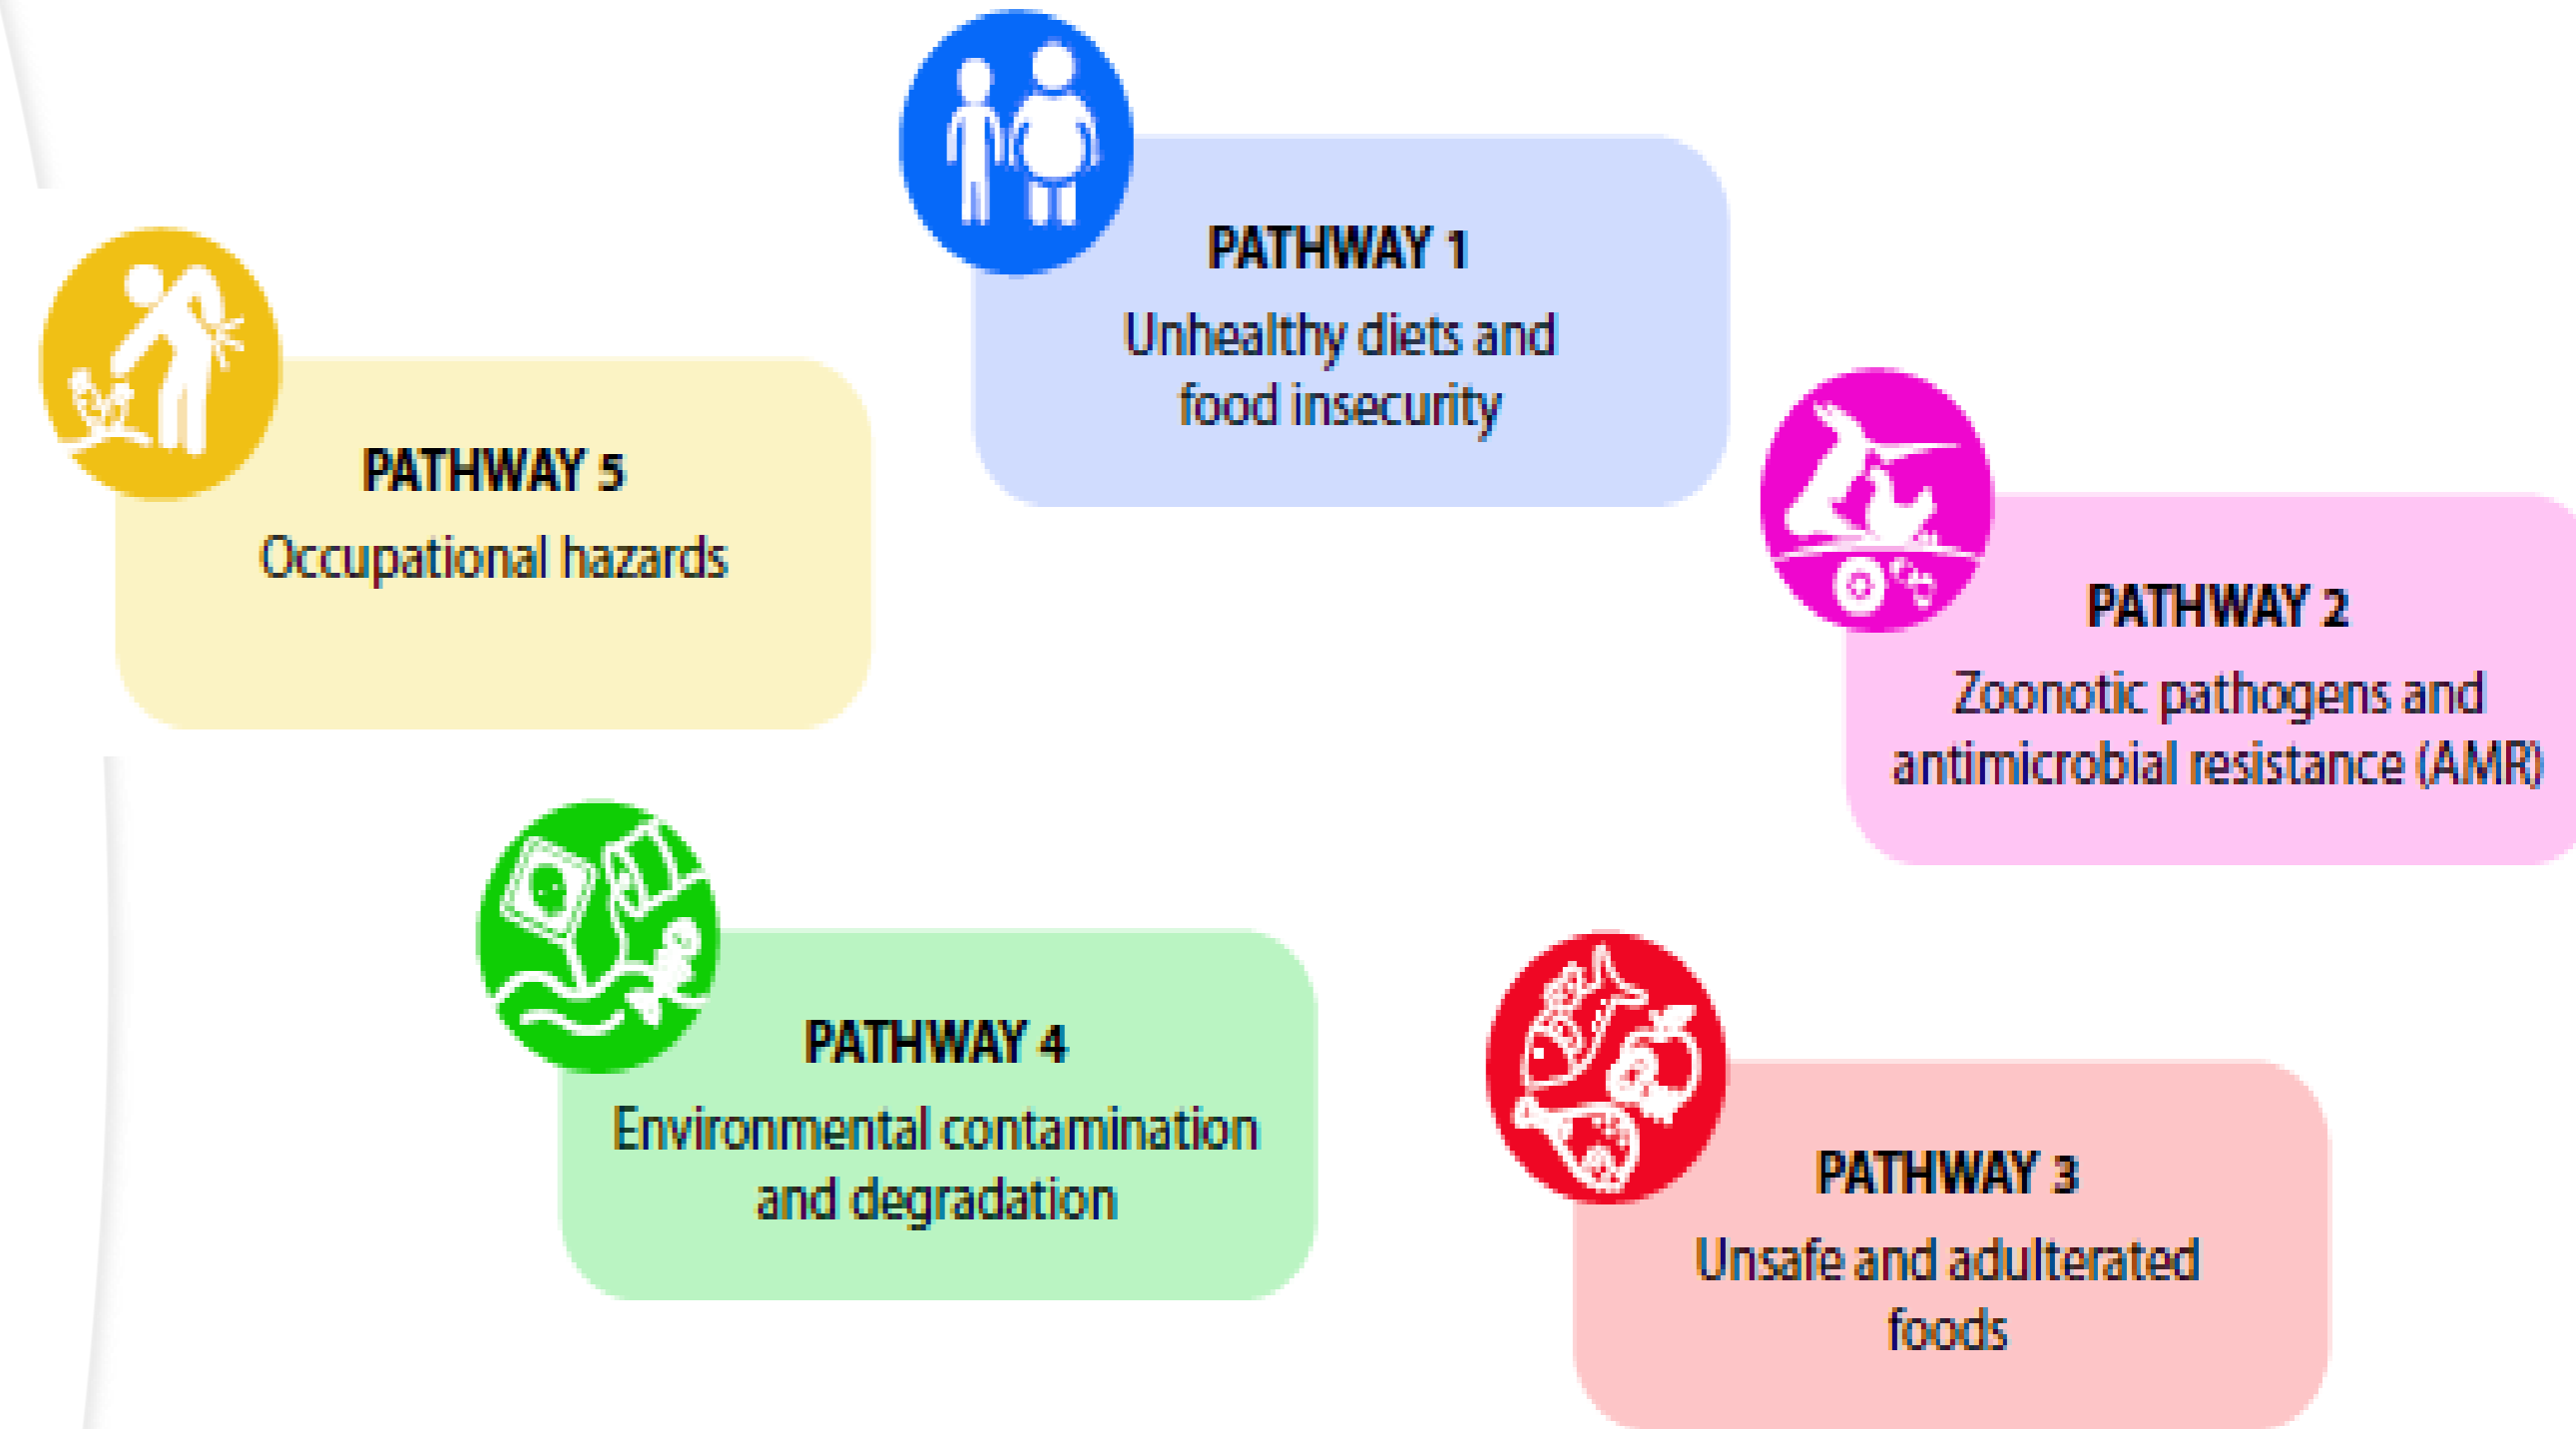 PATHWAY 1
Unhealthy diets and
food insecurity
PATHWAY 5
Occupational hazards
PATHWAY 2
Zoonotic pathogens and
antimicrobial resistance (AMR)
PATHWAY 4
Environmental contamination
and degradation
PATHWAY 3
Unsafe and adulterated
foods